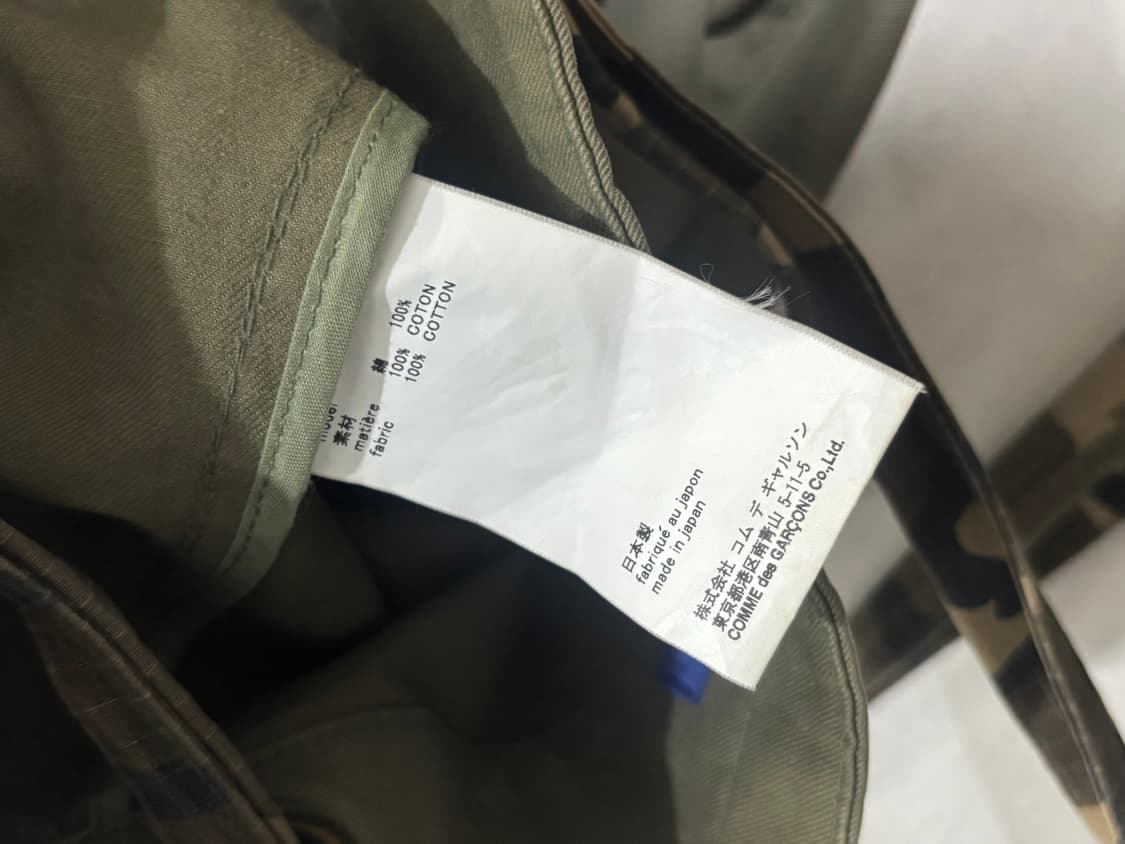 model
素材 綿 100%
matière 100% COTON
fabric 100% COTTON
日本製
fabriqué au japon
made in japan
株式会社 コム デ ギャルソン
東京都港区南青山 5-11-5
COMME des GARÇONS Co.,Ltd.